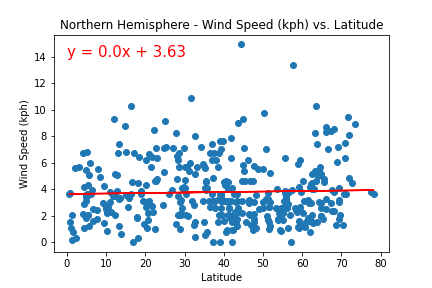 Northern Hemisphere - Wind Speed (kph) vs. Latitude
y = 0.0x + 3.63
14
12
10
8
6
4
2
0
Wind Speed (kph)
0 10 20 30 40 50 60 70 80
Latitude